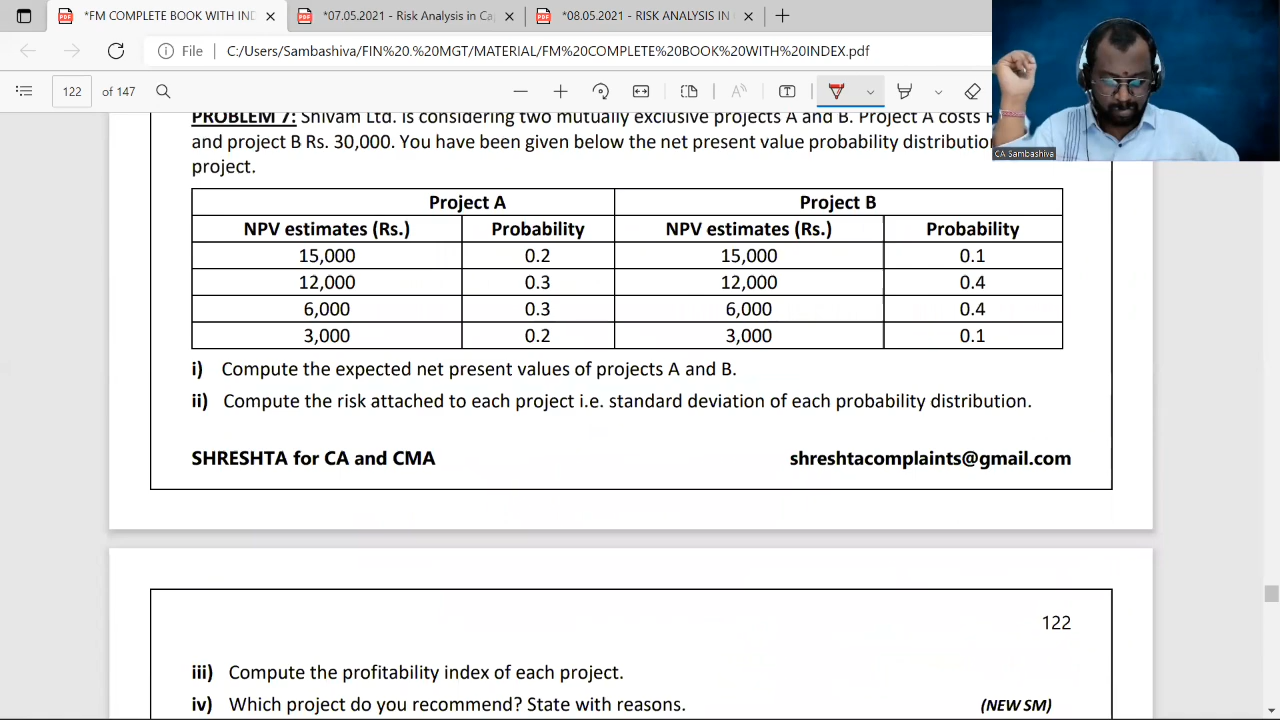 *FM COMPLETE BOOK WITH IND
*07.05.2021 - Risk Analysis in Ca
*08.05.2021 - RISK ANALYSIS IN
File C:/Users/Sambashiva/FIN%20.%20MGT/MATERIAL/FM%20COMPLETE%20BOOK%20WITH%20INDEX.pdf
122 of 147
CA Sambashiva
PROBLEM 7: Shivam Ltd. is considering two mutually exclusive projects A and B. Project A costs
and project B Rs. 30,000. You have been given below the net present value probability distributio
project.
Project A Project B
NPV estimates (Rs.) Probability NPV estimates (Rs.) Probability
15,000 0.2 15,000 0.1
12,000 0.3 12,000 0.4
6,000 0.3 6,000 0.4
3,000 0.2 3,000 0.1
i) Compute the expected net present values of projects A and B.
ii) Compute the risk attached to each project i.e. standard deviation of each probability distribution.
SHRESHTA for CA and CMA shreshtacomplaints@gmail.com
122
iii) Compute the profitability index of each project.
iv) Which project do you recommend? State with reasons. (NEW SM)